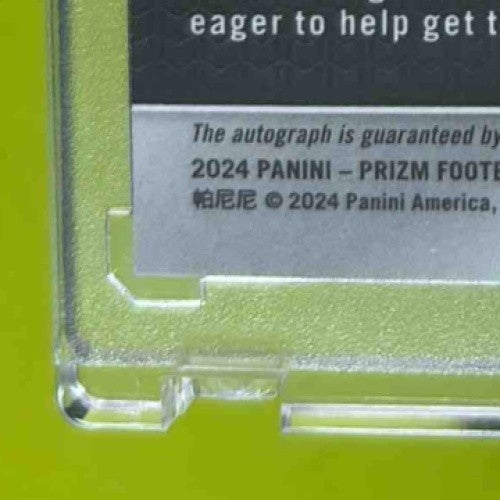 eager to help get t
The autograph is guaranteed by
2024 PANINI – PRIZM FOOTB
帕尼尼 © 2024 Panini America,